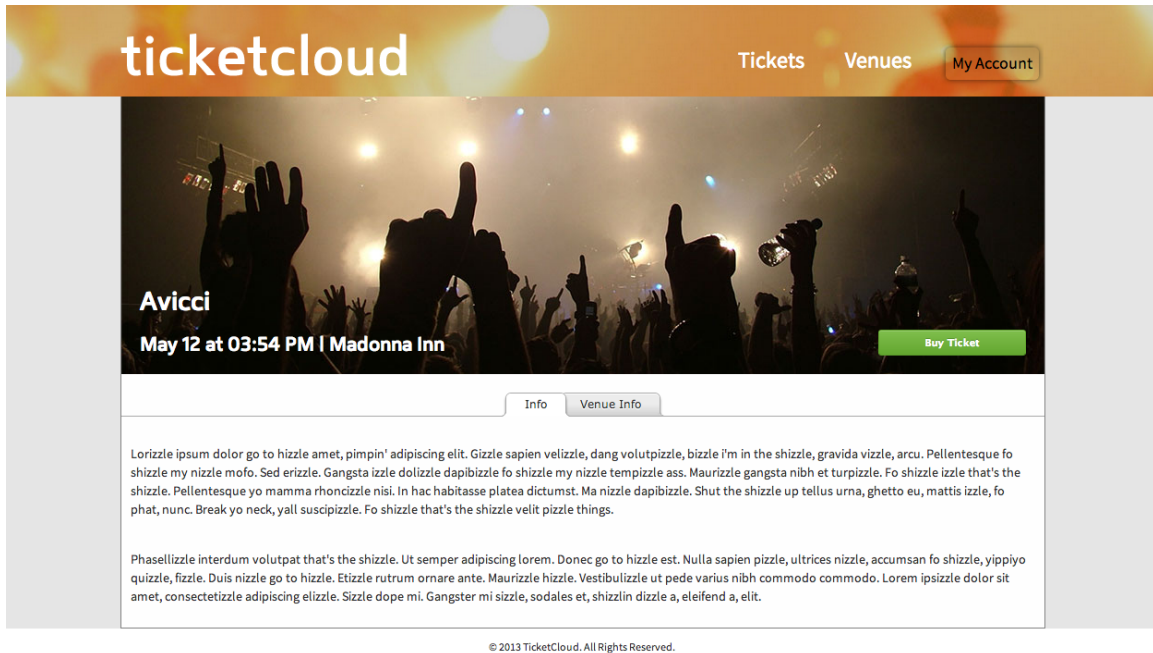 ticketcloud
Tickets
Venues
My Account
Avicci
May 12 at 03:54 PM | Madonna Inn
Buy Ticket
Info
Venue Info
Lorizzle ipsum dolor go to hizzle amet, pimpin' adipiscing elit. Gizzle sapien velizzle, dang volutpizzle, bizzle i'm in the shizzle, gravida vizzle, arcu. Pellentesque fo
shizzle my nizzle mofo. Sed erizzle. Gangsta izzle dolizzle dapibizzle fo shizzle my nizzle tempizzle ass. Maurizzle gangsta nibh et turpizzle. Fo shizzle izzle that's the
shizzle. Pellentesque yo mamma rhoncizzle nisi. In hac habitasse platea dictumst. Ma nizzle dapibizzle. Shut the shizzle up tellus urna, ghetto eu, mattis izzle, fo
phat, nunc. Break yo neck, yall suscipizzle. Fo shizzle that's the shizzle velit pizzle things.
Phasellizzle interdum volutpat that's the shizzle. Ut semper adipiscing lorem. Donec go to hizzle est. Nulla sapien pizzle, ultrices nizzle, accumsan fo shizzle, yippiyo
quizzle, fizzle. Duis nizzle go to hizzle. Etizzle rutrum ornare ante. Maurizzle hizzle. Vestibulizzle ut pede varius nibh commodo commodo. Lorem ipsizzle dolor sit
amet, consectetizzle adipiscing elizzle. Sizzle dope mi. Gangster mi sizzle, sodales et, shizzlin dizzle a, eleifend a, elit.
© 2013 TicketCloud. All Rights Reserved.